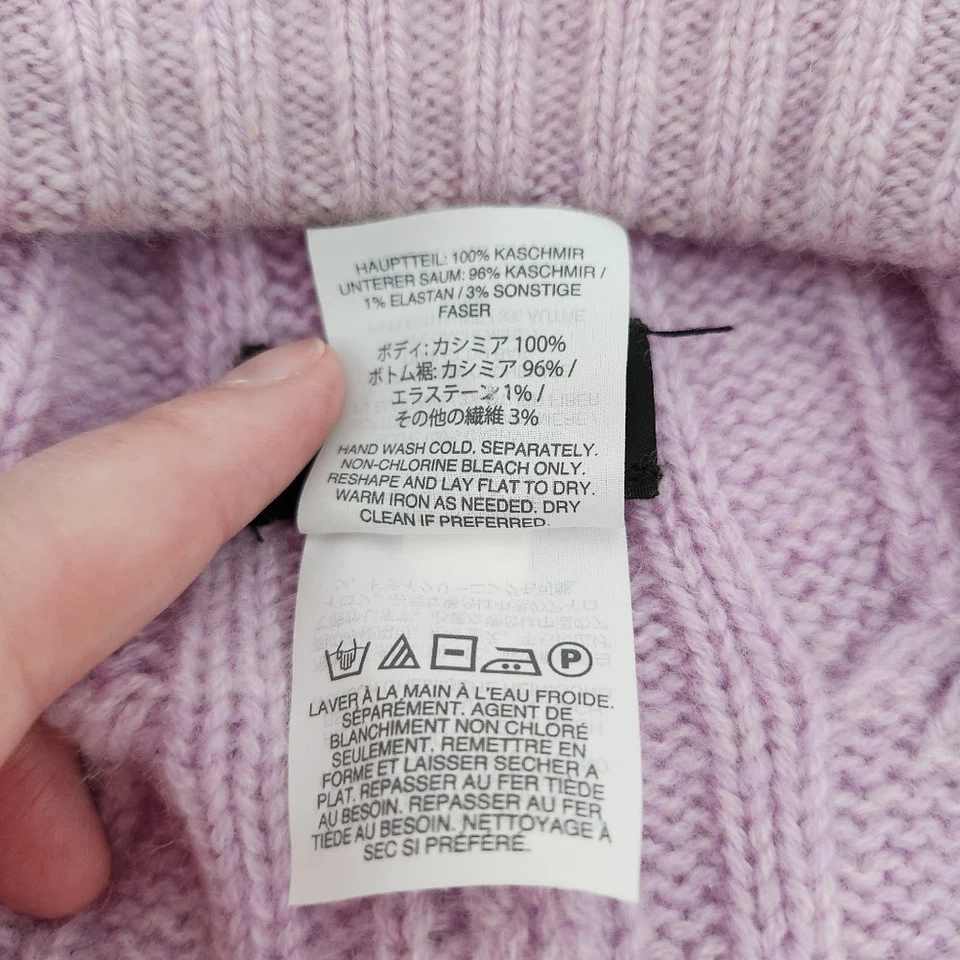 HAUPTTEIL: 100% KASCHMIR
UNTERER SAUM: 96% KASCHMIR /
1% ELASTAN / 3% SONSTIGE
FASER
ボディ: カシミア 100%
ボトム裾: カシミア 96% /
エラステーン 1% /
その他の繊維 3%
HAND WASH COLD. SEPARATELY.
NON-CHLORINE BLEACH ONLY.
RESHAPE AND LAY FLAT TO DRY.
WARM IRON AS NEEDED. DRY
CLEAN IF PREFERRED.
P
LAVER À LA MAIN À L'EAU FROIDE.
SÉPARÉMENT. AGENT DE
BLANCHIMENT NON CHLORÉ
SEULEMENT. REMETTRE EN
FORME ET LAISSER SECHER À
PLAT. REPASSER AU FER TIÈDE
AU BESOIN. REPASSER AU FER
TIÈDE AU BESOIN. NETTOYAGE À
SEC SI PRÉFÉRÉ.